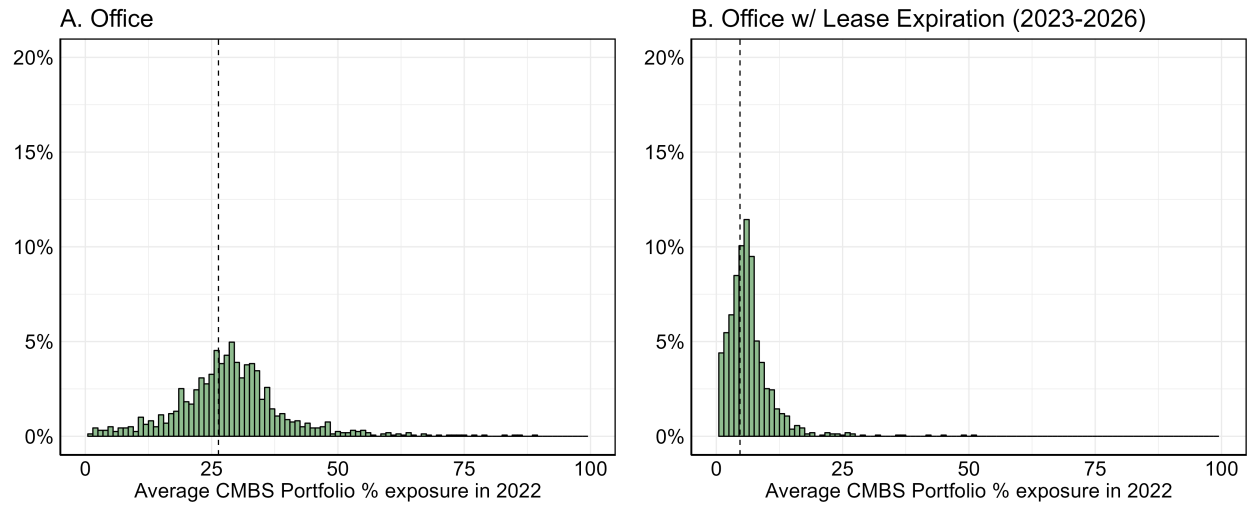 A. Office
20%
15%
10%
5%
0%
0 25 50 75 100
Average CMBS Portfolio % exposure in 2022
B. Office w/ Lease Expiration (2023-2026)
20%
15%
10%
5%
0%
0 25 50 75 100
Average CMBS Portfolio % exposure in 2022